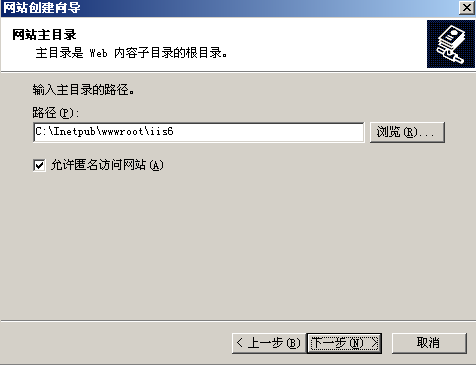 网站创建向导
网站主目录
主目录是 Web 内容子目录的根目录。
输入主目录的路径。
路径(P):
C:\Inetpub\wwwroot\iis6
浏览(R)...
允许匿名访问网站(A)
< 上一步(B)
下一步(N) >
取消